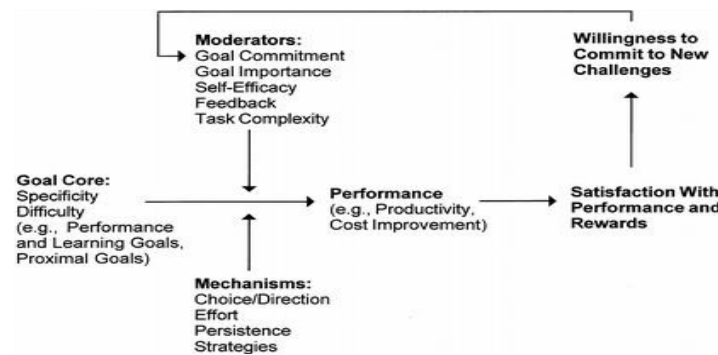 Moderators:
Goal Commitment
Goal Importance
Self-Efficacy
Feedback
Task Complexity
Willingness to
Commit to New
Challenges
Goal Core:
Specificity
Difficulty
(e.g., Performance
and Learning Goals,
Proximal Goals)
Performance
(e.g., Productivity,
Cost Improvement)
Satisfaction With
Performance and
Rewards
Mechanisms:
Choice/Direction
Effort
Persistence
Strategies